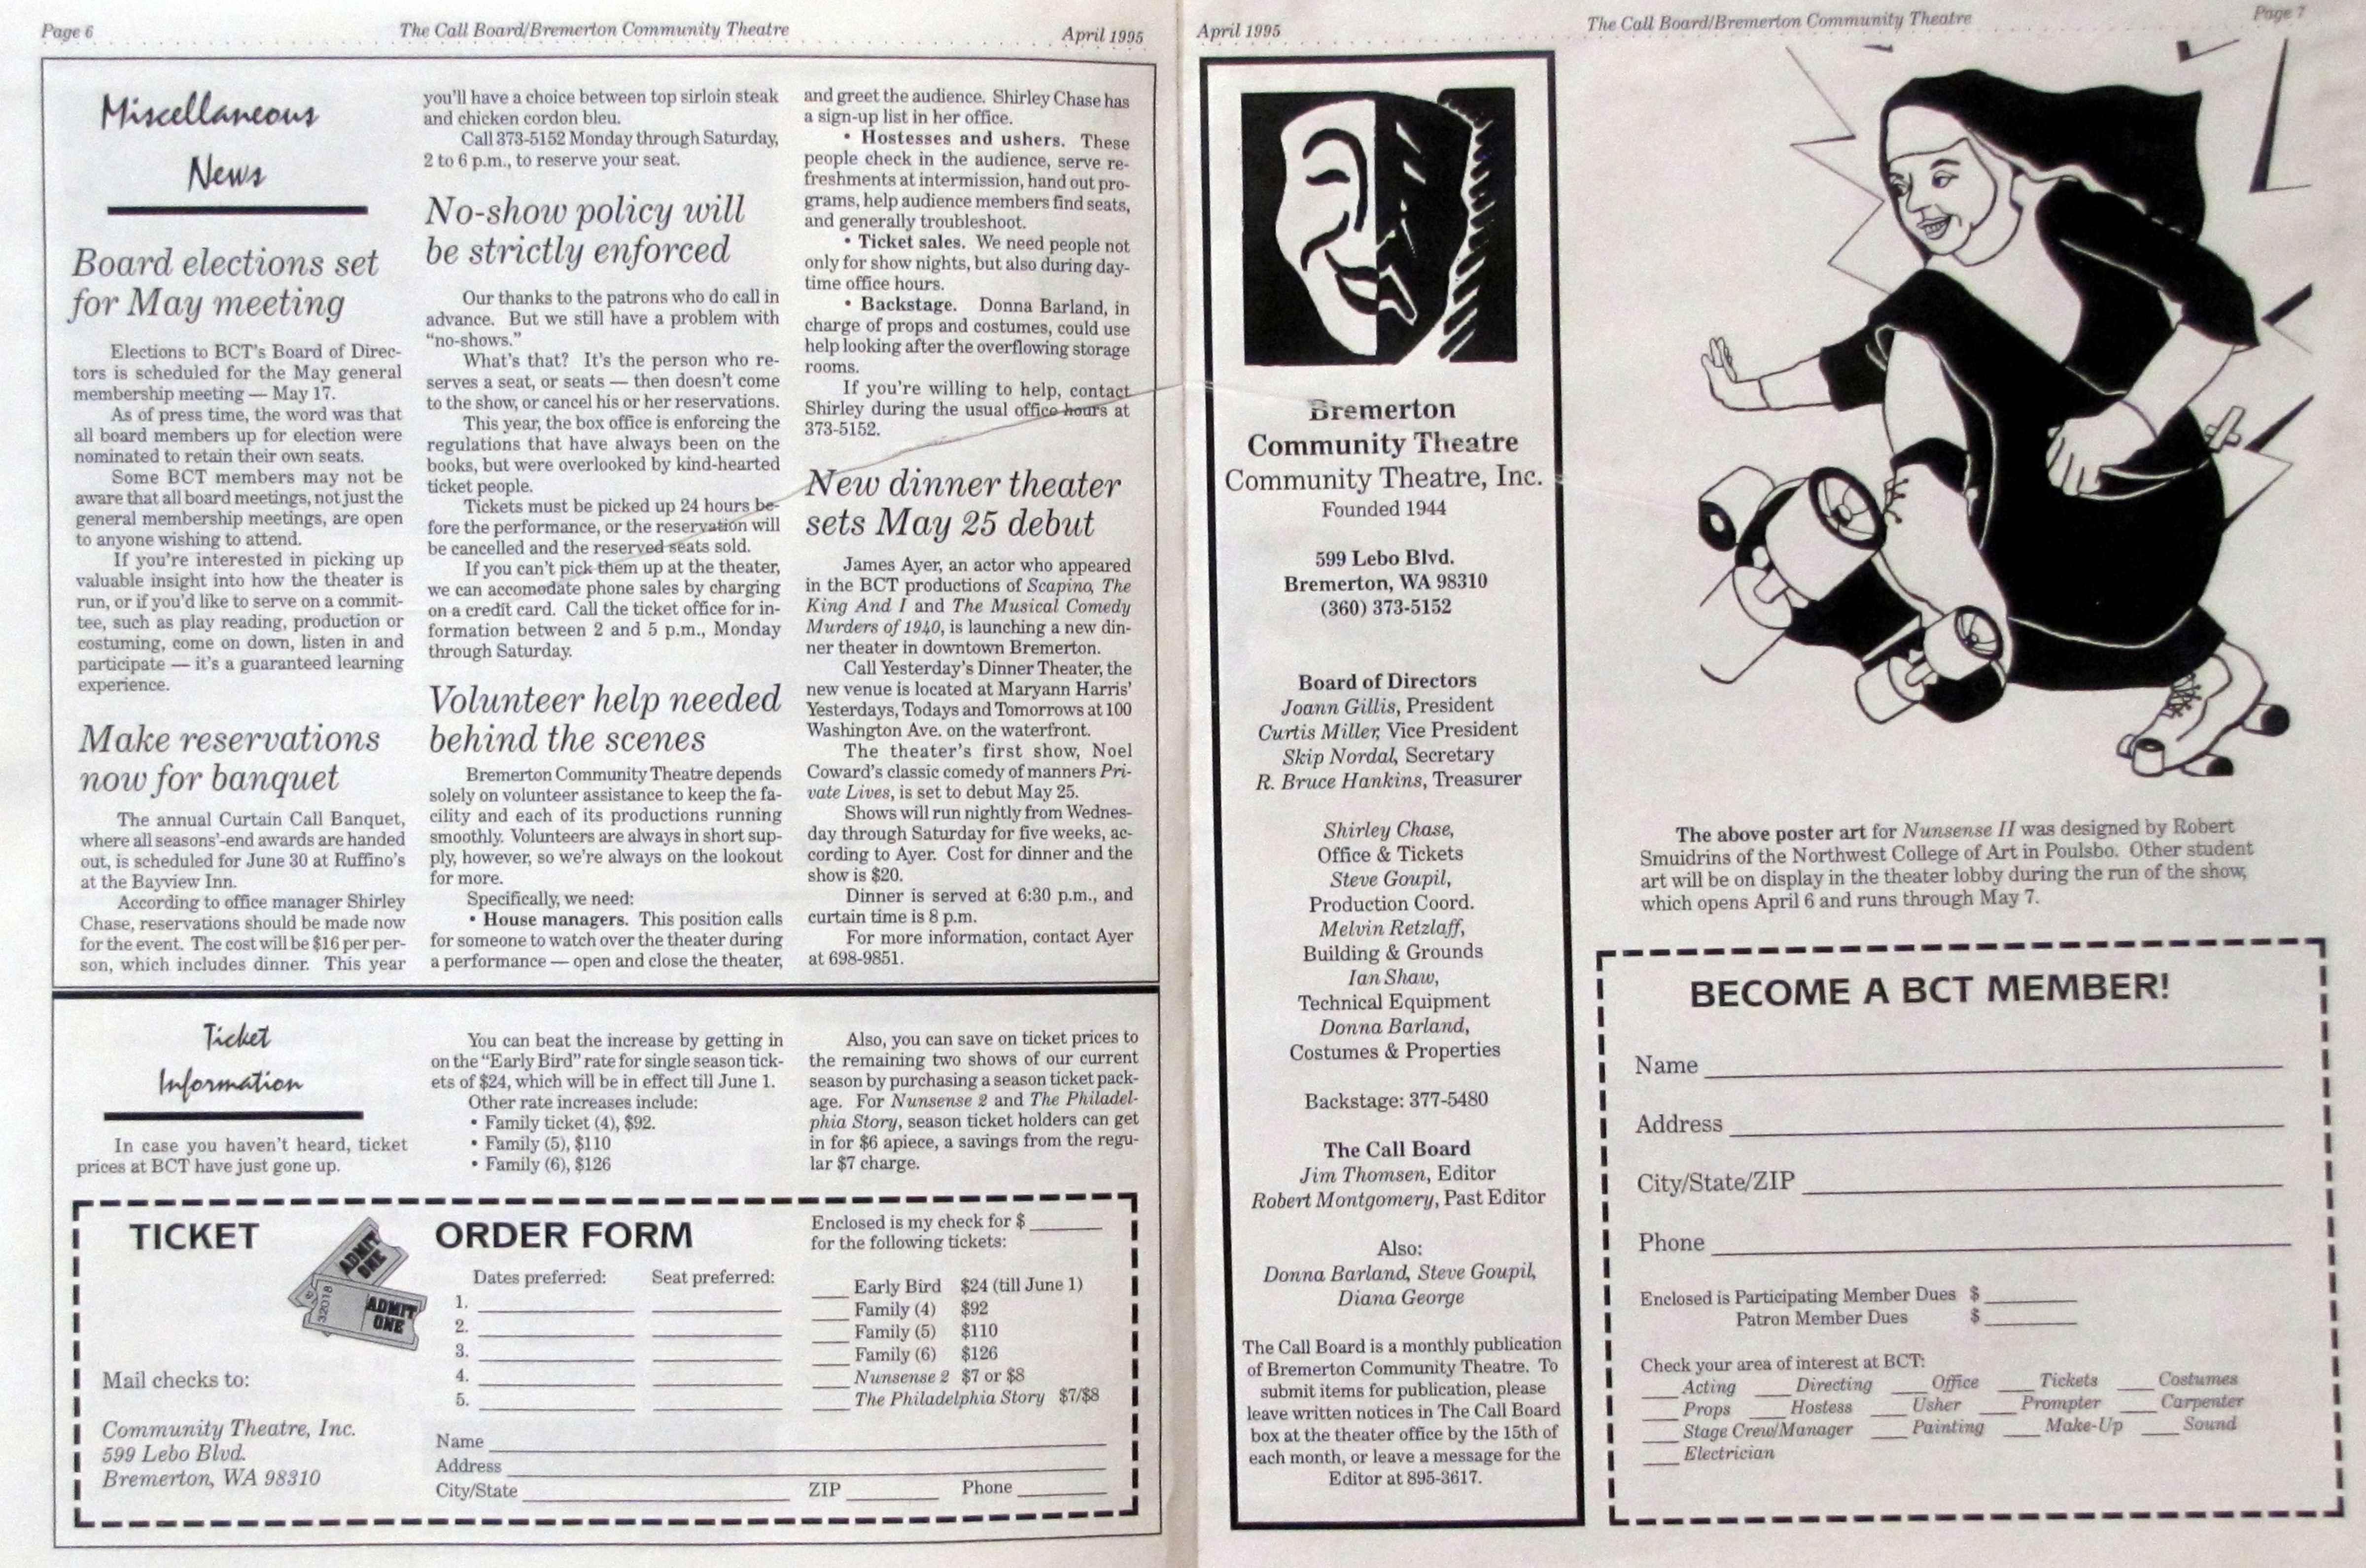 Page 6
The Call Board/Bremerton Community Theatre
April 1995
Miscellaneous
News
Board elections set
for May meeting
Elections to BCT's Board of Direc-
tors is scheduled for the May general
membership meeting — May 17.
As of press time, the word was that
all board members up for election were
nominated to retain their own seats.
Some BCT members may not be
aware that all board meetings, not just the
general membership meetings, are open
to anyone wishing to attend.
If you're interested in picking up
valuable insight into how the theater is
run, or if you'd like to serve on a commit-
tee, such as play reading, production or
costuming, come on down, listen in and
participate — it's a guaranteed learning
experience.
Make reservations
now for banquet
The annual Curtain Call Banquet,
where all seasons'-end awards are handed
out, is scheduled for June 30 at Ruffino's
at the Bayview Inn.
According to office manager Shirley
Chase, reservations should be made now
for the event. The cost will be $16 per per-
son, which includes dinner. This year
you'll have a choice between top sirloin steak
and chicken cordon bleu.
Call 373-5152 Monday through Saturday,
2 to 6 p.m., to reserve your seat.
No-show policy will
be strictly enforced
Our thanks to the patrons who do call in
advance. But we still have a problem with
“no-shows.”
What's that? It's the person who re-
serves a seat, or seats — then doesn't come
to the show, or cancel his or her reservations.
This year, the box office is enforcing the
regulations that have always been on the
books, but were overlooked by kind-hearted
ticket people.
Tickets must be picked up 24 hours be-
fore the performance, or the reservation will
be cancelled and the reserved seats sold.
If you can't pick them up at the theater,
we can accomodate phone sales by charging
on a credit card. Call the ticket office for in-
formation between 2 and 5 p.m., Monday
through Saturday.
Volunteer help needed
behind the scenes
Bremerton Community Theatre depends
solely on volunteer assistance to keep the fa-
cility and each of its productions running
smoothly. Volunteers are always in short sup-
ply, however, so we're always on the lookout
for more.
Specifically, we need:
• House managers. This position calls
for someone to watch over the theater during
a performance — open and close the theater,
and greet the audience. Shirley Chase has
a sign-up list in her office.
• Hostesses and ushers. These
people check in the audience, serve re-
freshments at intermission, hand out pro-
grams, help audience members find seats,
and generally troubleshoot.
• Ticket sales. We need people not
only for show nights, but also during day-
time office hours.
• Backstage. Donna Barland, in
charge of props and costumes, could use
help looking after the overflowing storage
rooms.
If you're willing to help, contact
Shirley during the usual office hours at
373-5152.
New dinner theater
sets May 25 debut
James Ayer, an actor who appeared
in the BCT productions of Scapino, The
King And I and The Musical Comedy
Murders of 1940, is launching a new din-
ner theater in downtown Bremerton.
Call Yesterday's Dinner Theater, the
new venue is located at Maryann Harris'
Yesterdays, Todays and Tomorrows at 100
Washington Ave. on the waterfront.
The theater's first show, Noel
Coward's classic comedy of manners Pri-
vate Lives, is set to debut May 25.
Shows will run nightly from Wednes-
day through Saturday for five weeks, ac-
cording to Ayer. Cost for dinner and the
show is $20.
Dinner is served at 6:30 p.m., and
curtain time is 8 p.m.
For more information, contact Ayer
at 698-9851.
Ticket
Information
In case you haven't heard, ticket
prices at BCT have just gone up.
You can beat the increase by getting in
on the “Early Bird” rate for single season tick-
ets of $24, which will be in effect till June 1.
Other rate increases include:
• Family ticket (4), $92.
• Family (5), $110
• Family (6), $126
Also, you can save on ticket prices to
the remaining two shows of our current
season by purchasing a season ticket pack-
age. For Nunsense 2 and The Philadel-
phia Story, season ticket holders can get
in for $6 apiece, a savings from the regu-
lar $7 charge.
TICKET
ADMIT
ONE
ADMIT
ONE
32018
Mail checks to:
Community Theatre, Inc.
599 Lebo Blvd.
Bremerton, WA 98310
ORDER FORM
Dates preferred: Seat preferred:
1.
2.
3.
4.
5.
Enclosed is my check for $
for the following tickets:
Early Bird $24 (till June 1)
Family (4) $92
Family (5) $110
Family (6) $126
Nunsense 2 $7 or $8
The Philadelphia Story $7/$8
Name
Address
City/State ZIP Phone
April 1995
The Call Board/Bremerton Community Theatre
Page 7
Bremerton
Community Theatre
Community Theatre, Inc.
Founded 1944
599 Lebo Blvd.
Bremerton, WA 98310
(360) 373-5152
Board of Directors
Joann Gillis, President
Curtis Miller, Vice President
Skip Nordal, Secretary
R. Bruce Hankins, Treasurer
Shirley Chase,
Office & Tickets
Steve Goupil,
Production Coord.
Melvin Retzlaff,
Building & Grounds
Ian Shaw,
Technical Equipment
Donna Barland,
Costumes & Properties
Backstage: 377-5480
The Call Board
Jim Thomsen, Editor
Robert Montgomery, Past Editor
Also:
Donna Barland, Steve Goupil,
Diana George
The Call Board is a monthly publication
of Bremerton Community Theatre. To
submit items for publication, please
leave written notices in The Call Board
box at the theater office by the 15th of
each month, or leave a message for the
Editor at 895-3617.
The above poster art for Nunsense II was designed by Robert
Smuidrins of the Northwest College of Art in Poulsbo. Other student
art will be on display in the theater lobby during the run of the show,
which opens April 6 and runs through May 7.
BECOME A BCT MEMBER!
Name
Address
City/State/ZIP
Phone
Enclosed is Participating Member Dues $
Patron Member Dues $
Check your area of interest at BCT:
Acting Directing Office Tickets Costumes
Props Hostess Usher Prompter Carpenter
Stage Crew/Manager Painting Make-Up Sound
Electrician